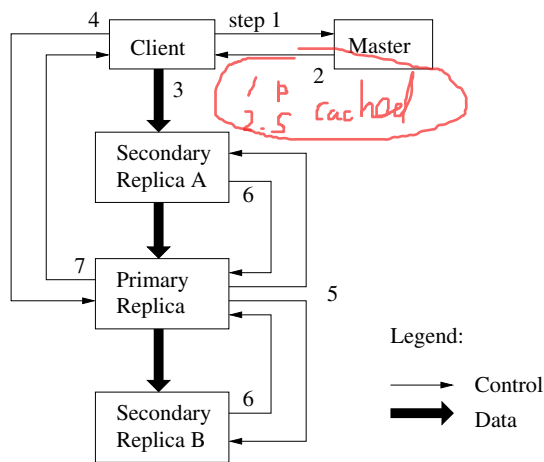 4
step 1
Client
Master
3
2
1 p
2.5 cached
Secondary
Replica A
6
7
Primary
Replica
5
Legend:
6
Control
Secondary
Replica B
Data